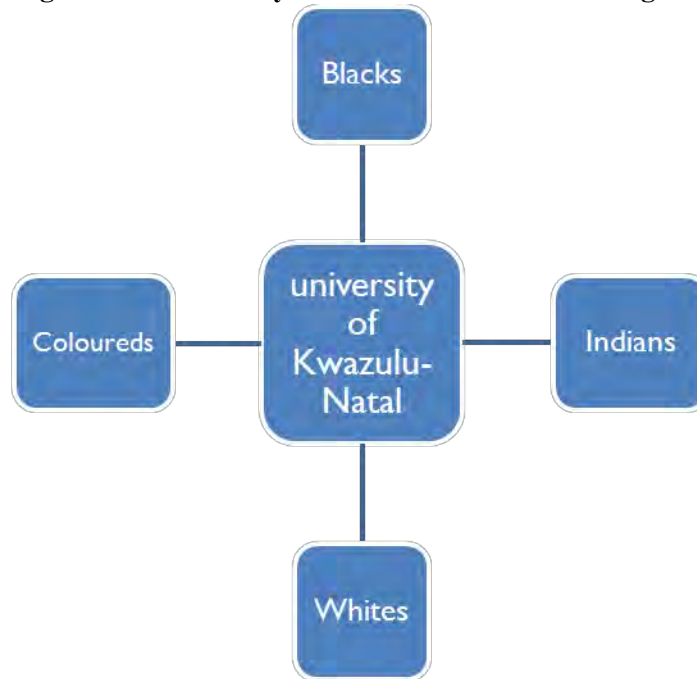 Blacks
university
of
Kwazulu-
Natal
Coloureds
Indians
Whites